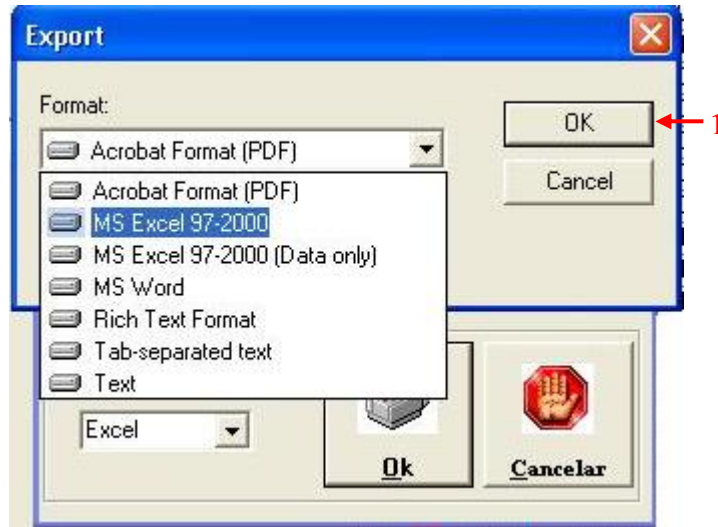 Export
Format:
Acrobat Format (PDF)
OK
1
Cancel
Acrobat Format (PDF)
MS Excel 97-2000
MS Excel 97-2000 (Data only)
MS Word
Rich Text Format
Tab-separated text
Text
Excel
Ok
Cancelar